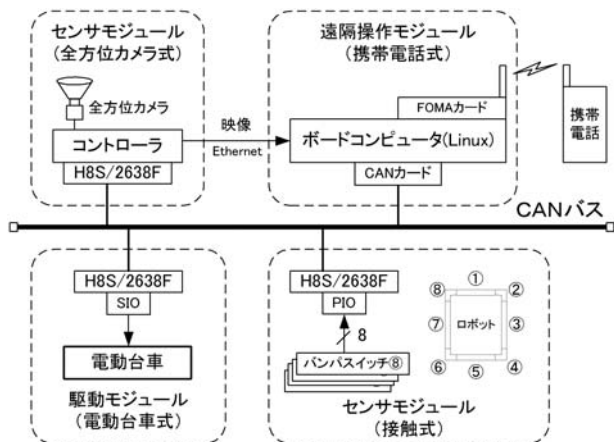 センサモジュール
(全方位カメラ式)
全方位カメラ
コントローラ
H8S/2638F
映像
Ethernet
遠隔操作モジュール
(携帯電話式)
FOMAカード
ボードコンピュータ(Linux)
CANカード
携帯
電話
CANバス
H8S/2638F
SIO
電動台車
駆動モジュール
(電動台車式)
H8S/2638F
PIO
8
バンパスイッチ⑧
センサモジュール
(接触式)
①
⑧
②
⑦
ロボット
③
⑥
⑤
④